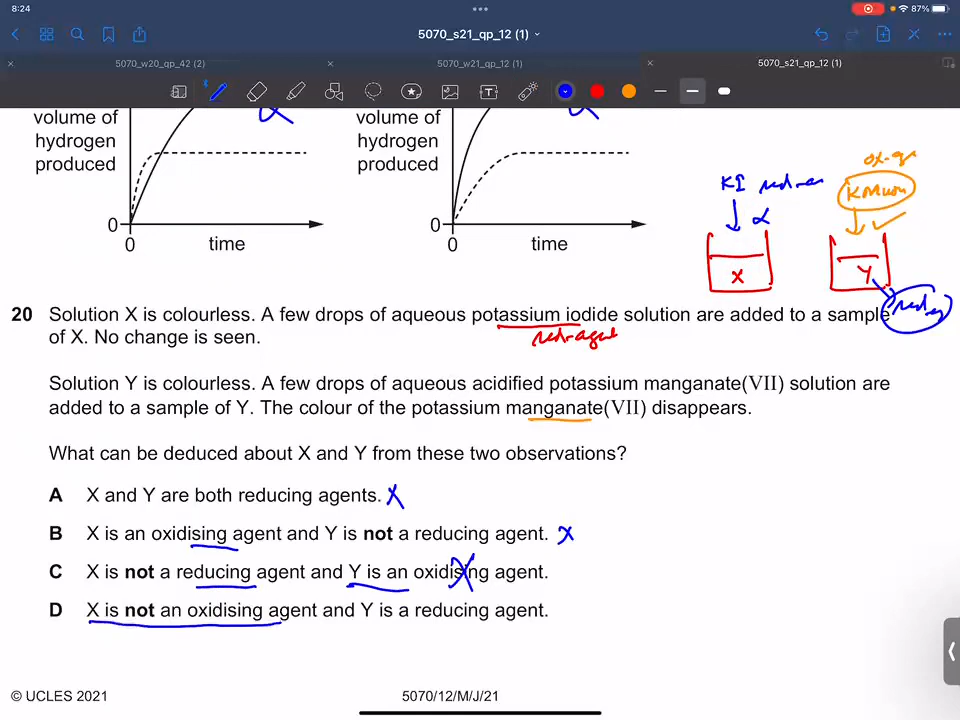 8:24
87%
5070_s21_qp_12 (1)
5070_w20_qp_42 (2)
5070_w21_qp_12 (1)
5070_s21_qp_12 (1)
volume of
hydrogen
produced
0
0
time
volume of
hydrogen
produced
0
0
time
KI
X
ox-
Y
20 Solution X is colourless. A few drops of aqueous potassium iodide solution are added to a sample
of X. No change is seen.
red-agent
Solution Y is colourless. A few drops of aqueous acidified potassium manganate(VII) solution are
added to a sample of Y. The colour of the potassium manganate(VII) disappears.
What can be deduced about X and Y from these two observations?
A X and Y are both reducing agents.
B X is an oxidising agent and Y is not a reducing agent.
C X is not a reducing agent and Y is an oxidising agent.
D X is not an oxidising agent and Y is a reducing agent.
© UCLES 2021
5070/12/M/J/21